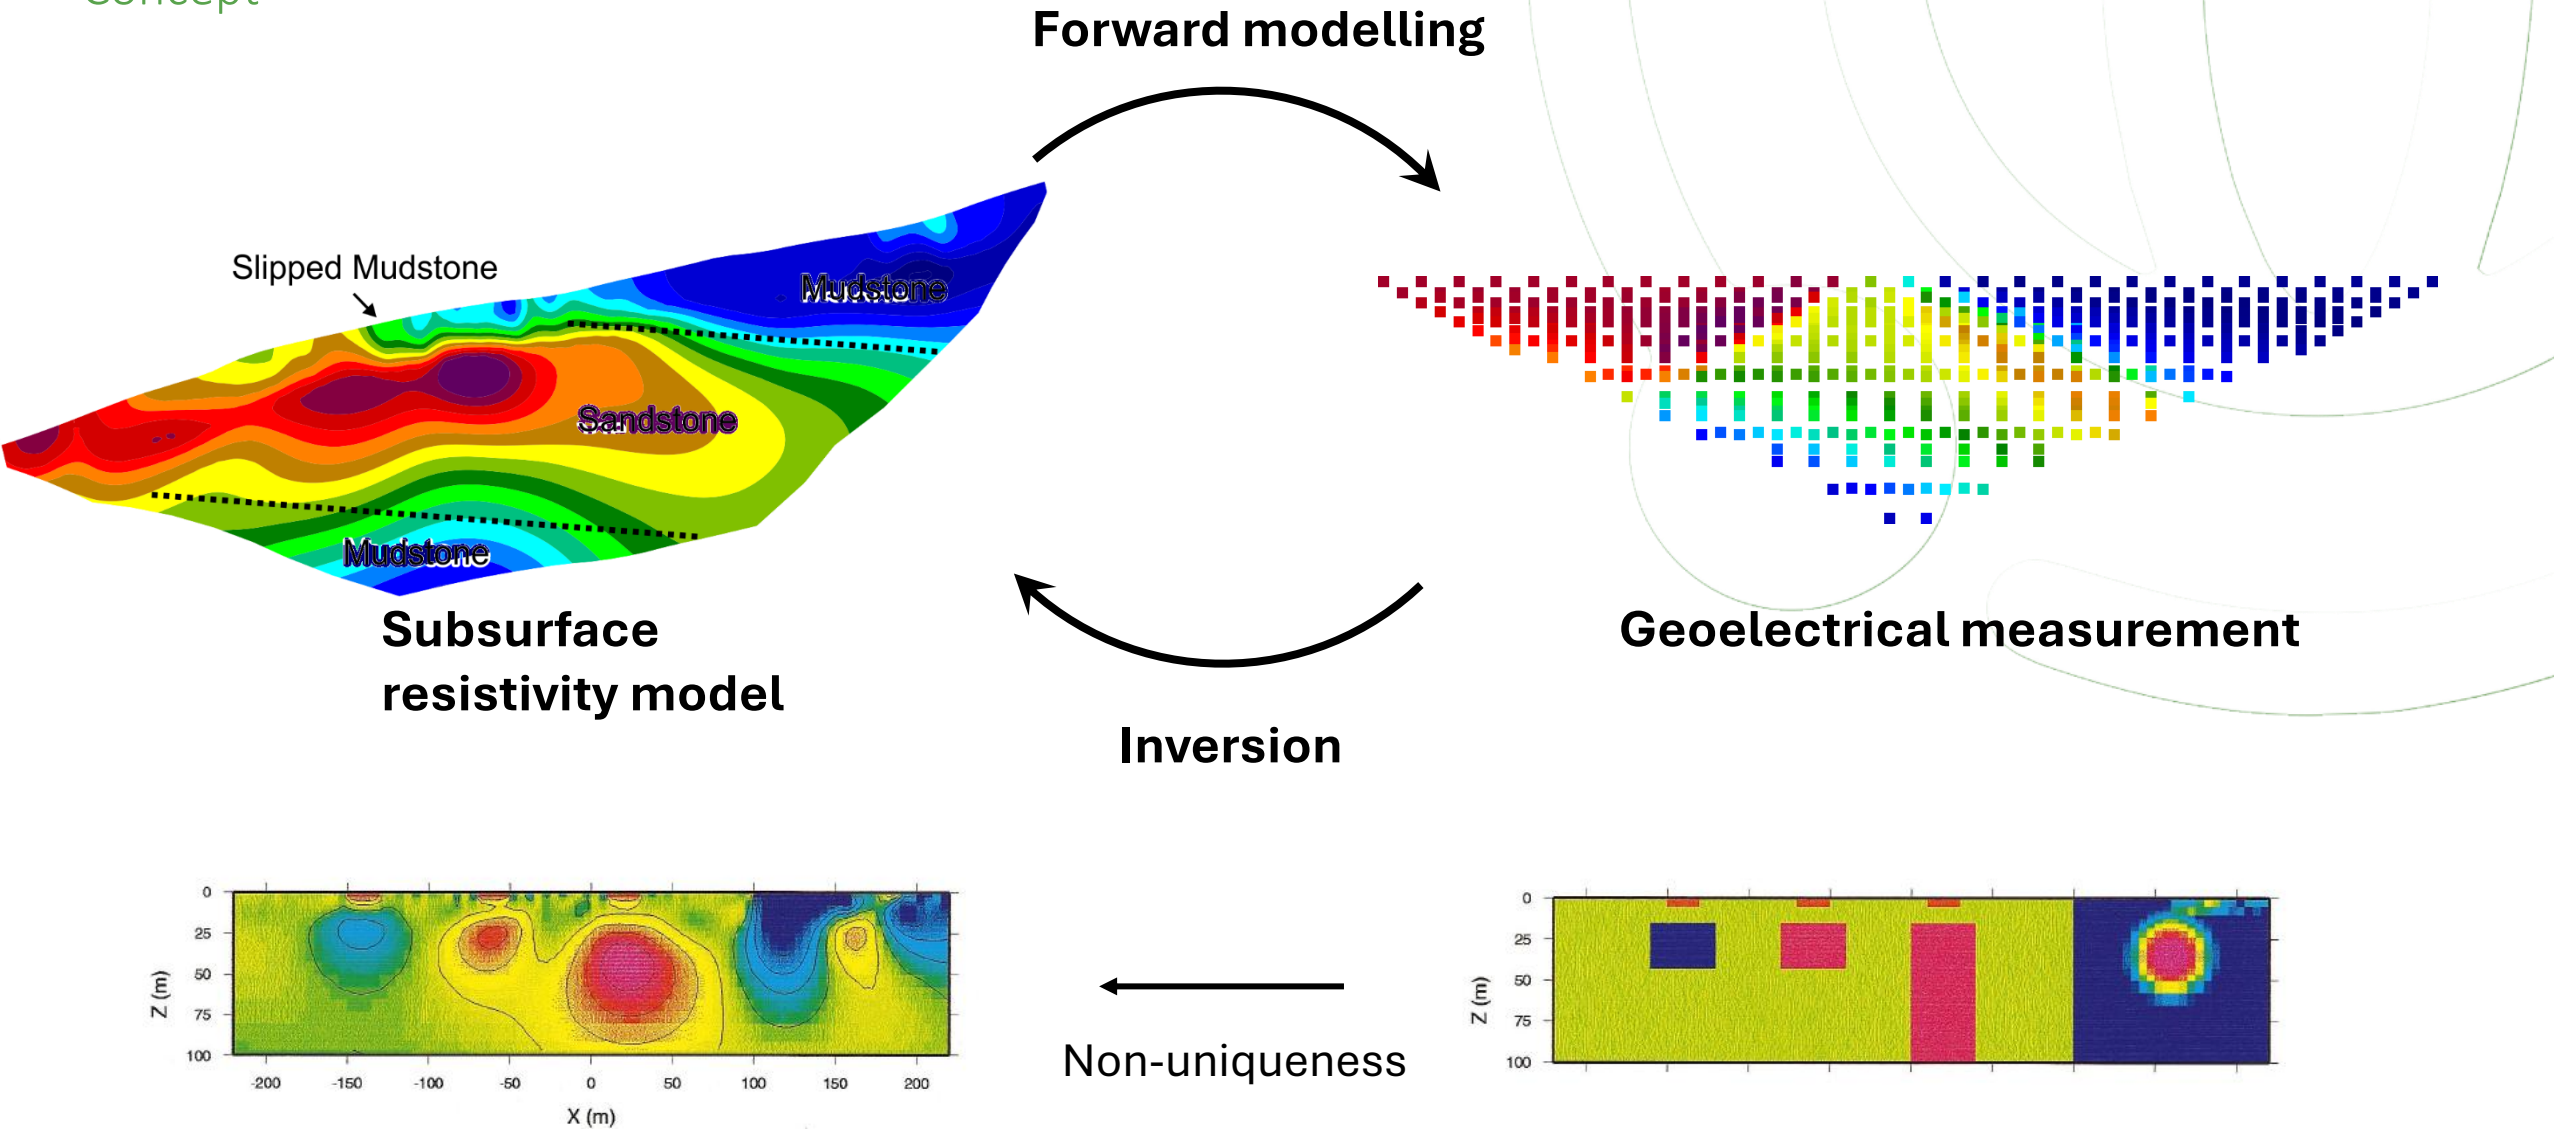 Concept
Forward modelling
Slipped Mudstone
Mudstone
Sandstone
Mudstone
Subsurface
resistivity model
Geoelectrical measurement
Inversion
0
25
50
75
100
Z (m)
-200 -150 -100 -50 0 50 100 150 200
X (m)
Non-uniqueness
0
25
50
75
100
Z (m)